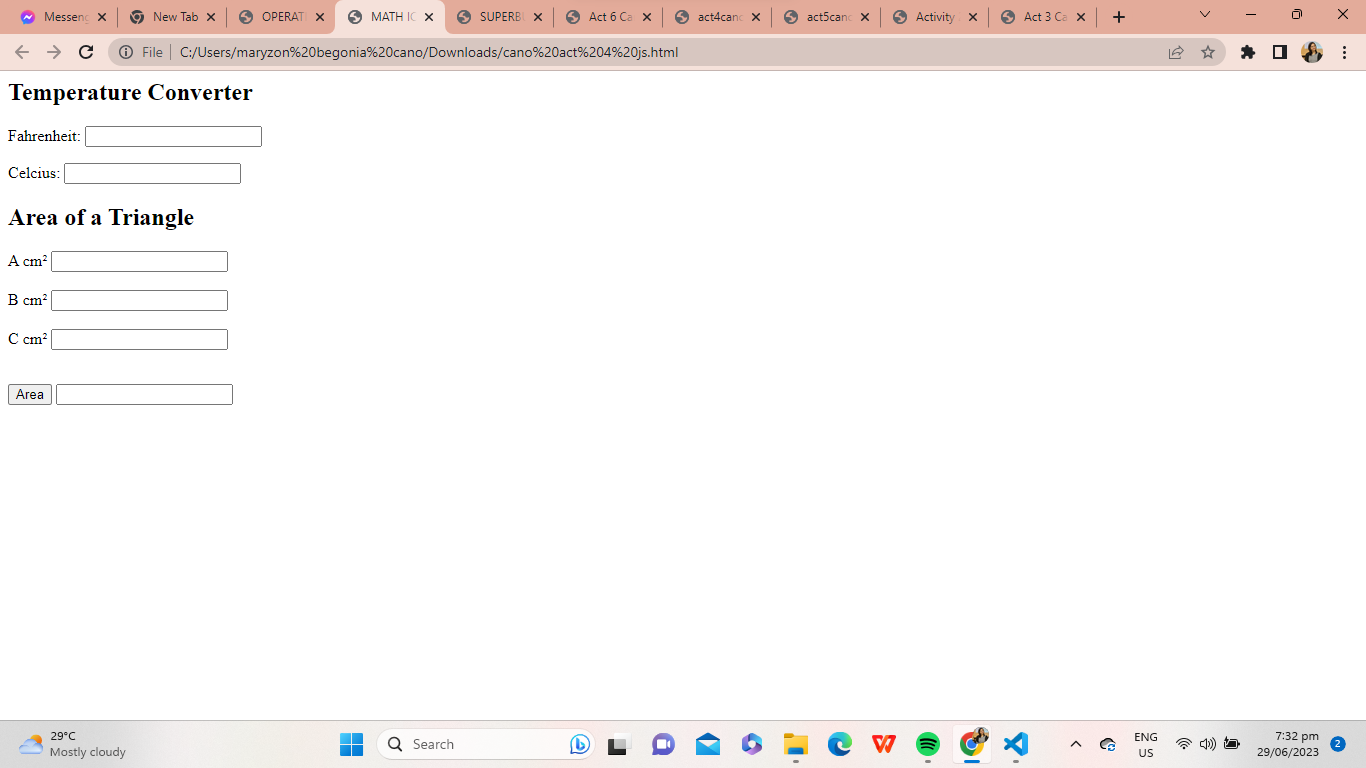 Messeng
New Tab
OPERATI
MATH IC
SUPERBU
Act 6 Ca
act4cano
act5cano
Activity
Act 3 Ca
File
C:/Users/maryzon%20begonia%20cano/Downloads/cano%20act%204%20js.html
Temperature Converter
Fahrenheit:
Celcius:
Area of a Triangle
A cm²
B cm²
C cm²
Area
29°C
Mostly cloudy
Search
ENG
US
7:32 pm
29/06/2023
2